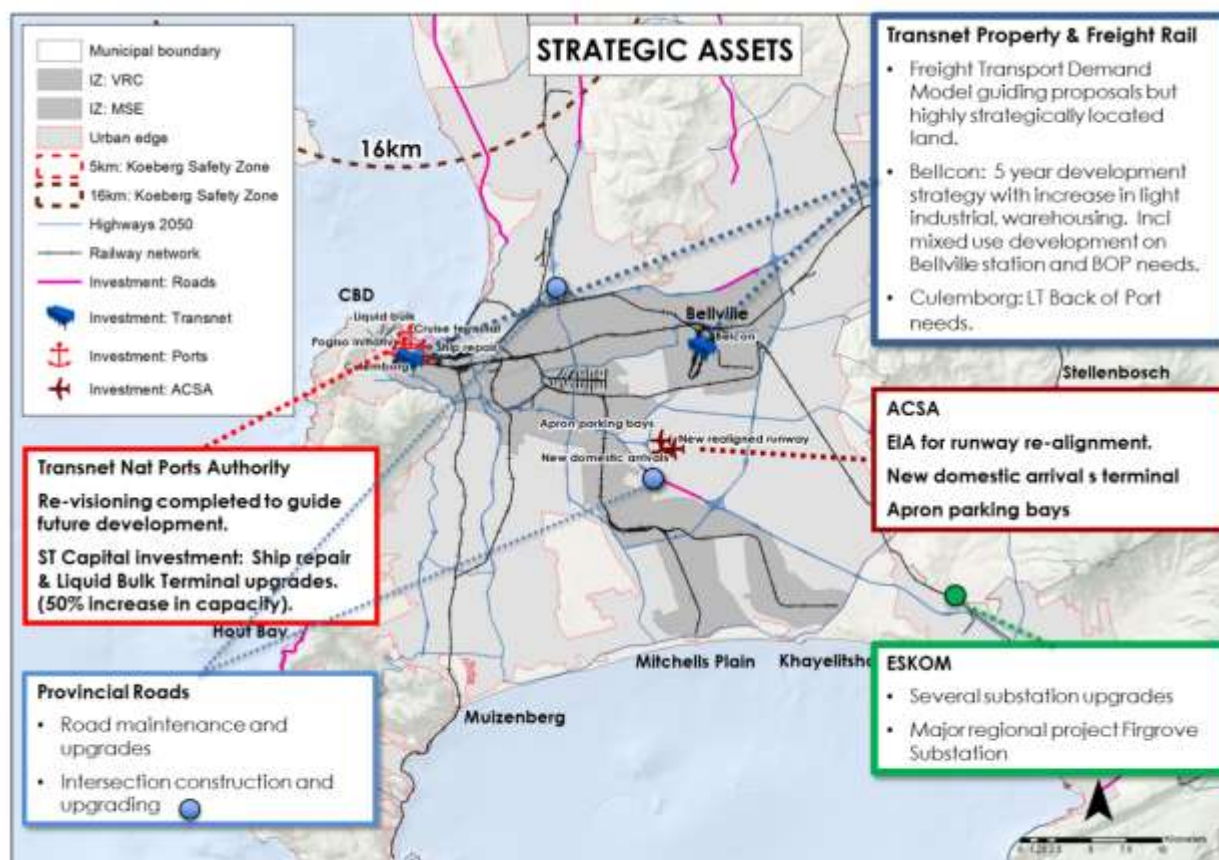 STRATEGIC ASSETS
Municipal boundary
IZ: VRC
IZ: MSE
Urban edge
5km: Koeberg Safety Zone
16km: Koeberg Safety Zone
Highways 2050
Railway network
Investment: Roads
Investment: Transnet
Investment: Ports
Investment: ACSA
16km
CBD
Liquid bulk
Cruise terminal
Ship repair
Bellville
Belcon
Apron parking bays
New realigned runway
New domestic arrivals
Stellenbosch
Hout Bay
Muizenberg
Mitchells Plain
Transnet Property & Freight Rail
• Freight Transport Demand
Model guiding proposals but
highly strategically located
land.
• Bellcon: 5 year development
strategy with increase in light
industrial, warehousing. Incl
mixed use development on
Bellville station and BOP needs.
• Culemborg: LT Back of Port
needs.
ACSA
EIA for runway re-alignment.
New domestic arrival s terminal
Apron parking bays
Transnet Nat Ports Authority
Re-visioning completed to guide
future development.
ST Capital investment: Ship repair
& Liquid Bulk Terminal upgrades.
(50% increase in capacity).
Provincial Roads
• Road maintenance and
upgrades
• Intersection construction and
upgrading
ESKOM
• Several substation upgrades
• Major regional project Firgrove
Substation